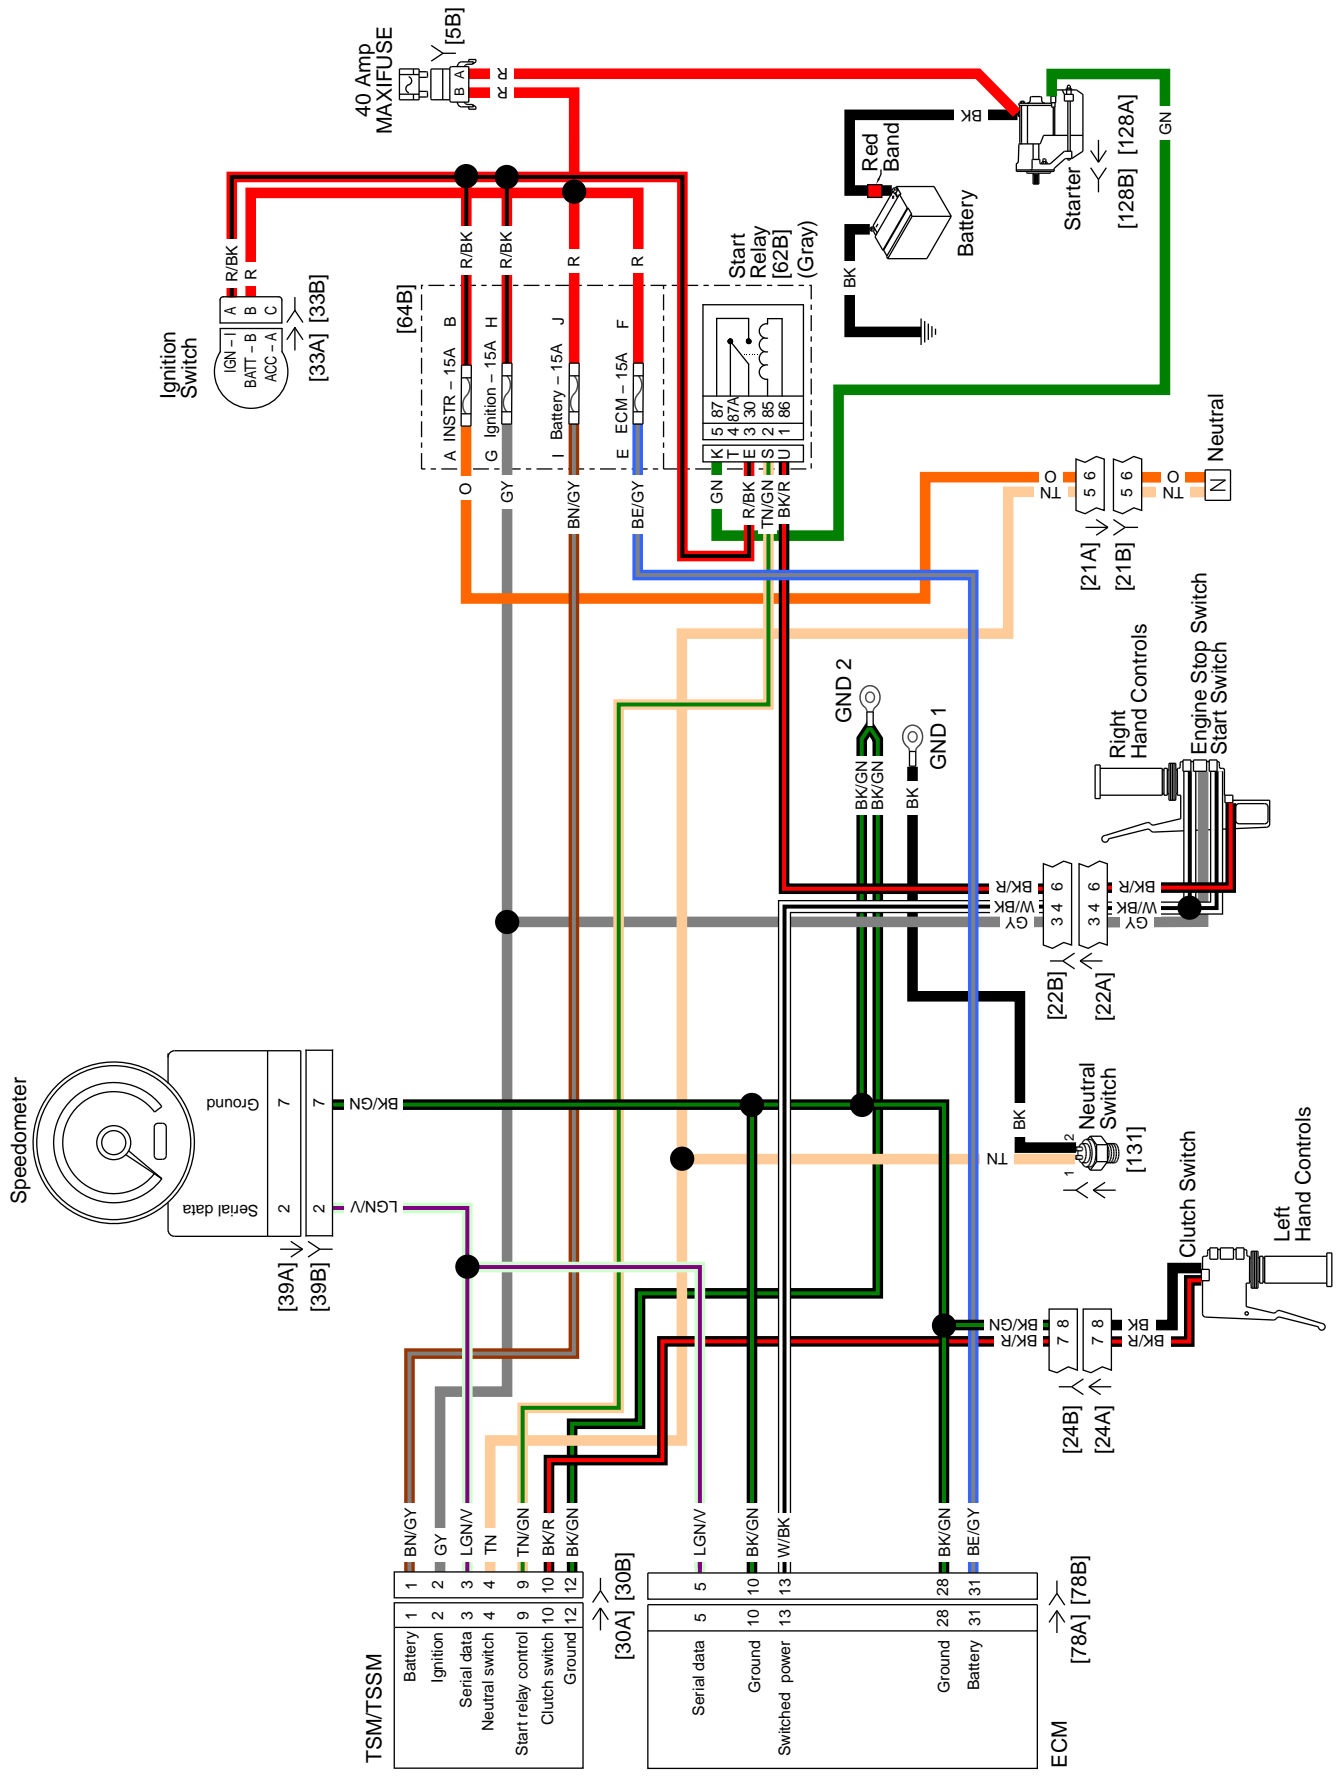 40 Amp
MAXIFUSE
[5B]
B A
R
R
Ignition
Switch
IGN – I
BATT – B
ACC – A
A
B
C
[33A] [33B]
R/BK
R
R/BK
R/BK
R
R
[64B]
A INSTR – 15A B
G Ignition – 15A H
I Battery – 15A J
E ECM – 15A F
O
GY
BN/GY
BE/GY
Start
Relay
[62B]
(Gray)
K 5 87
T 4 87A
E 3 30
S 2 85
U 1 86
GN
R/BK
TN/GN
BK/R
Red
Band
Battery
BK
BK
Starter
[128B] [128A]
GN
Neutral
N
O
TN
5 6
5 6
O
TN
[21A]
[21B]
GND 2
GND 1
BK/GN
BK/GN
BK
Right
Hand Controls
Engine Stop Switch
Start Switch
BK/R
W/BK
GY
3 4 6
3 4 6
BK/R
W/BK
GY
[22B]
[22A]
Speedometer
Ground
Serial data
7
2
7
2
[39A]
[39B]
BK/GN
LGN/V
BK
TN
1
2
Neutral
Switch
[131]
Clutch Switch
Left
Hand Controls
BK/GN
BK/R
7 8
7 8
BK
BK/R
[24B]
[24A]
TSM/TSSM
Battery 1 1 BN/GY
Ignition 2 2 GY
Serial data 3 3 LGN/V
Neutral switch 4 4 TN
Start relay control 9 9 TN/GN
Clutch switch 10 10 BK/R
Ground 12 12 BK/GN
[30A] [30B]
ECM
Serial data 5 5 LGN/V
Ground 10 10 BK/GN
Switched power 13 13 W/BK
Ground 28 28 BK/GN
Battery 31 31 BE/GY
[78A] [78B]